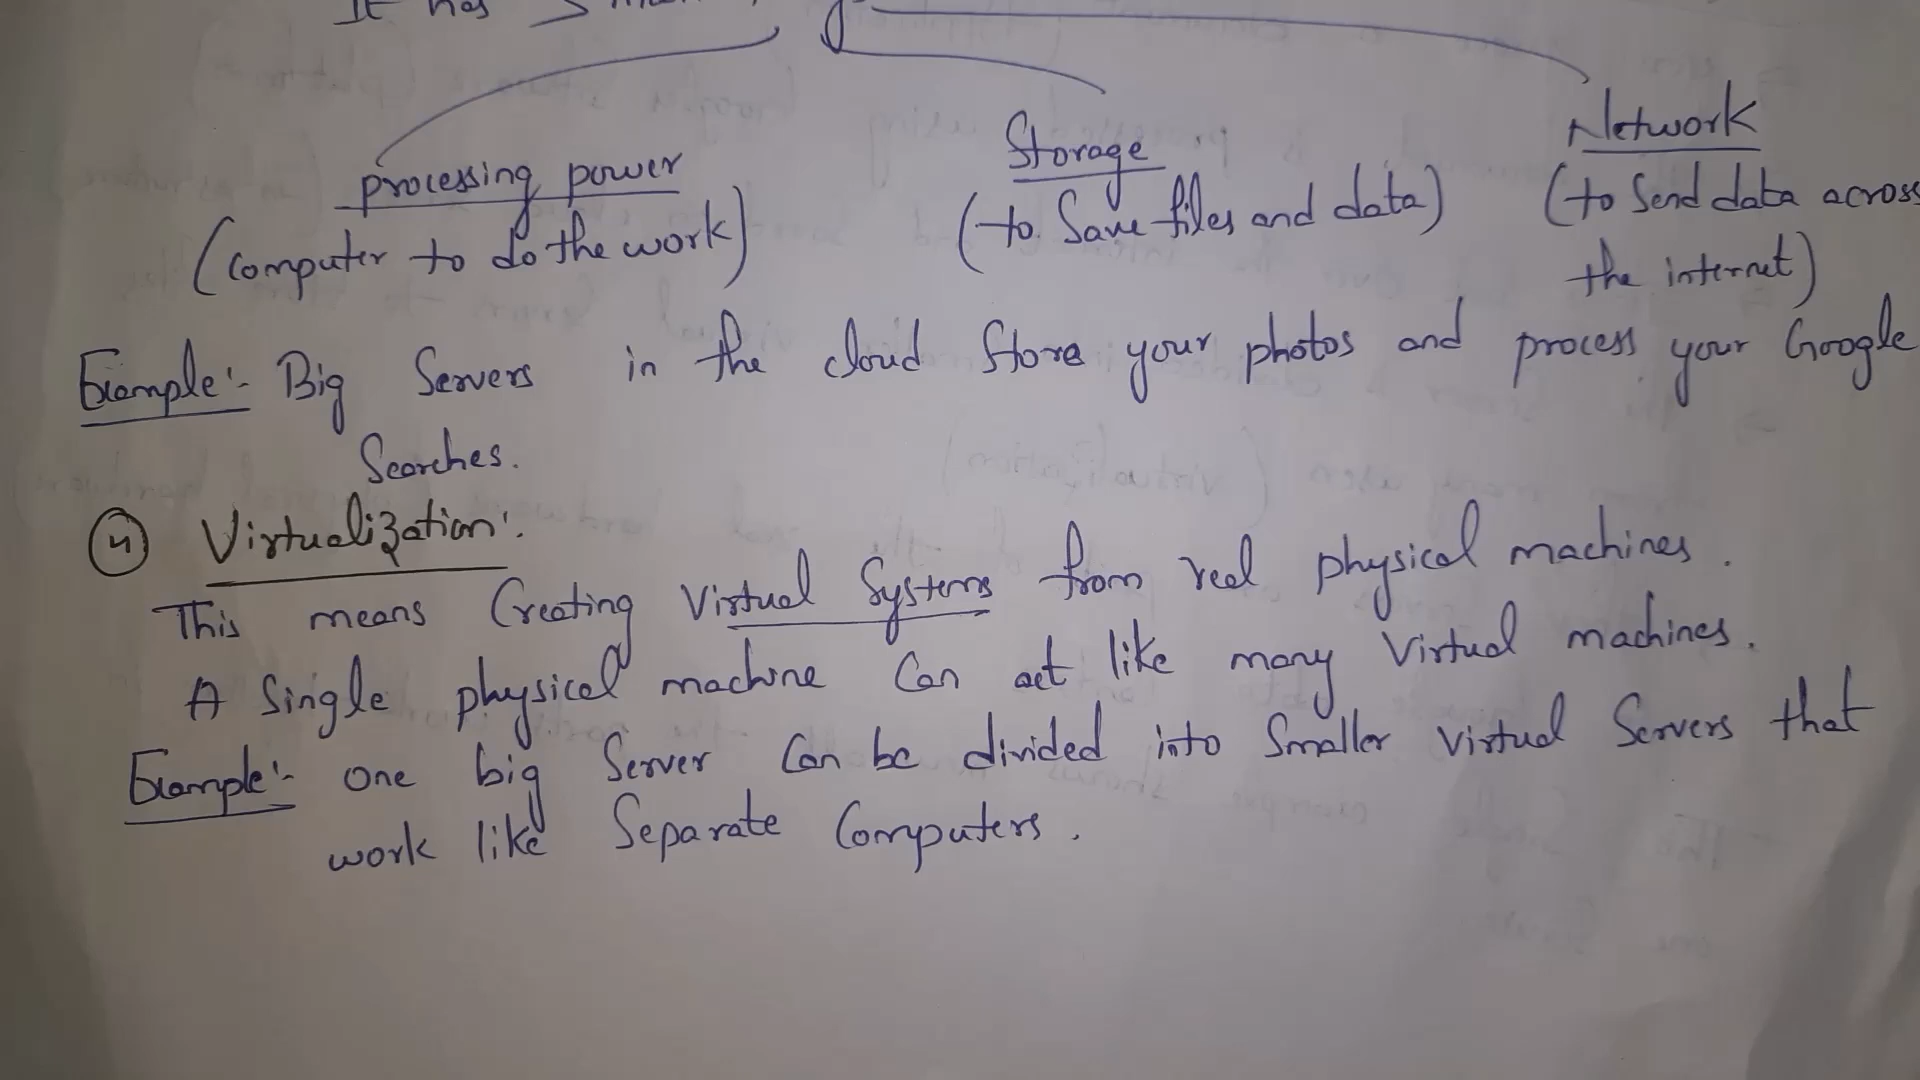 It has 3
processing power Storage Network
(computer to do the work) (to Save files and data) (to Send data across
the internet)
Example:- Big Servers in the cloud Store your photos and process your Google
Searches.
4 Virtualization:
This means Creating Virtual Systems from real physical machines.
A Single physical machine Can act like many Virtual machines.
Example:- one big Server Can be divided into Smaller Virtual Servers that
work like Separate Computers.